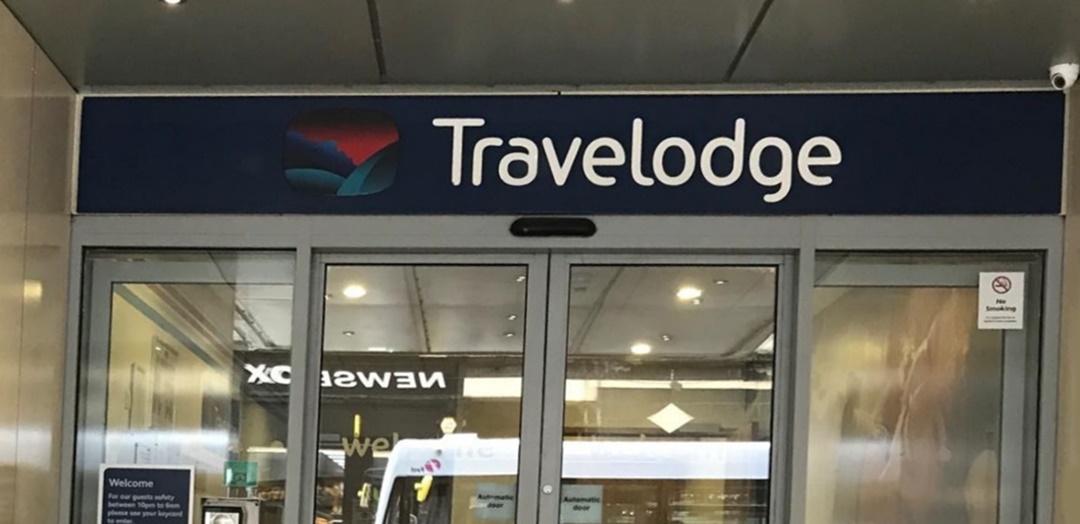 Travelodge
No
Smoking
NEWSBOX
wel
Automatic
door
Automatic
door
Welcome
For our guests safety
between 10pm to 6am
please use your keycard
to enter